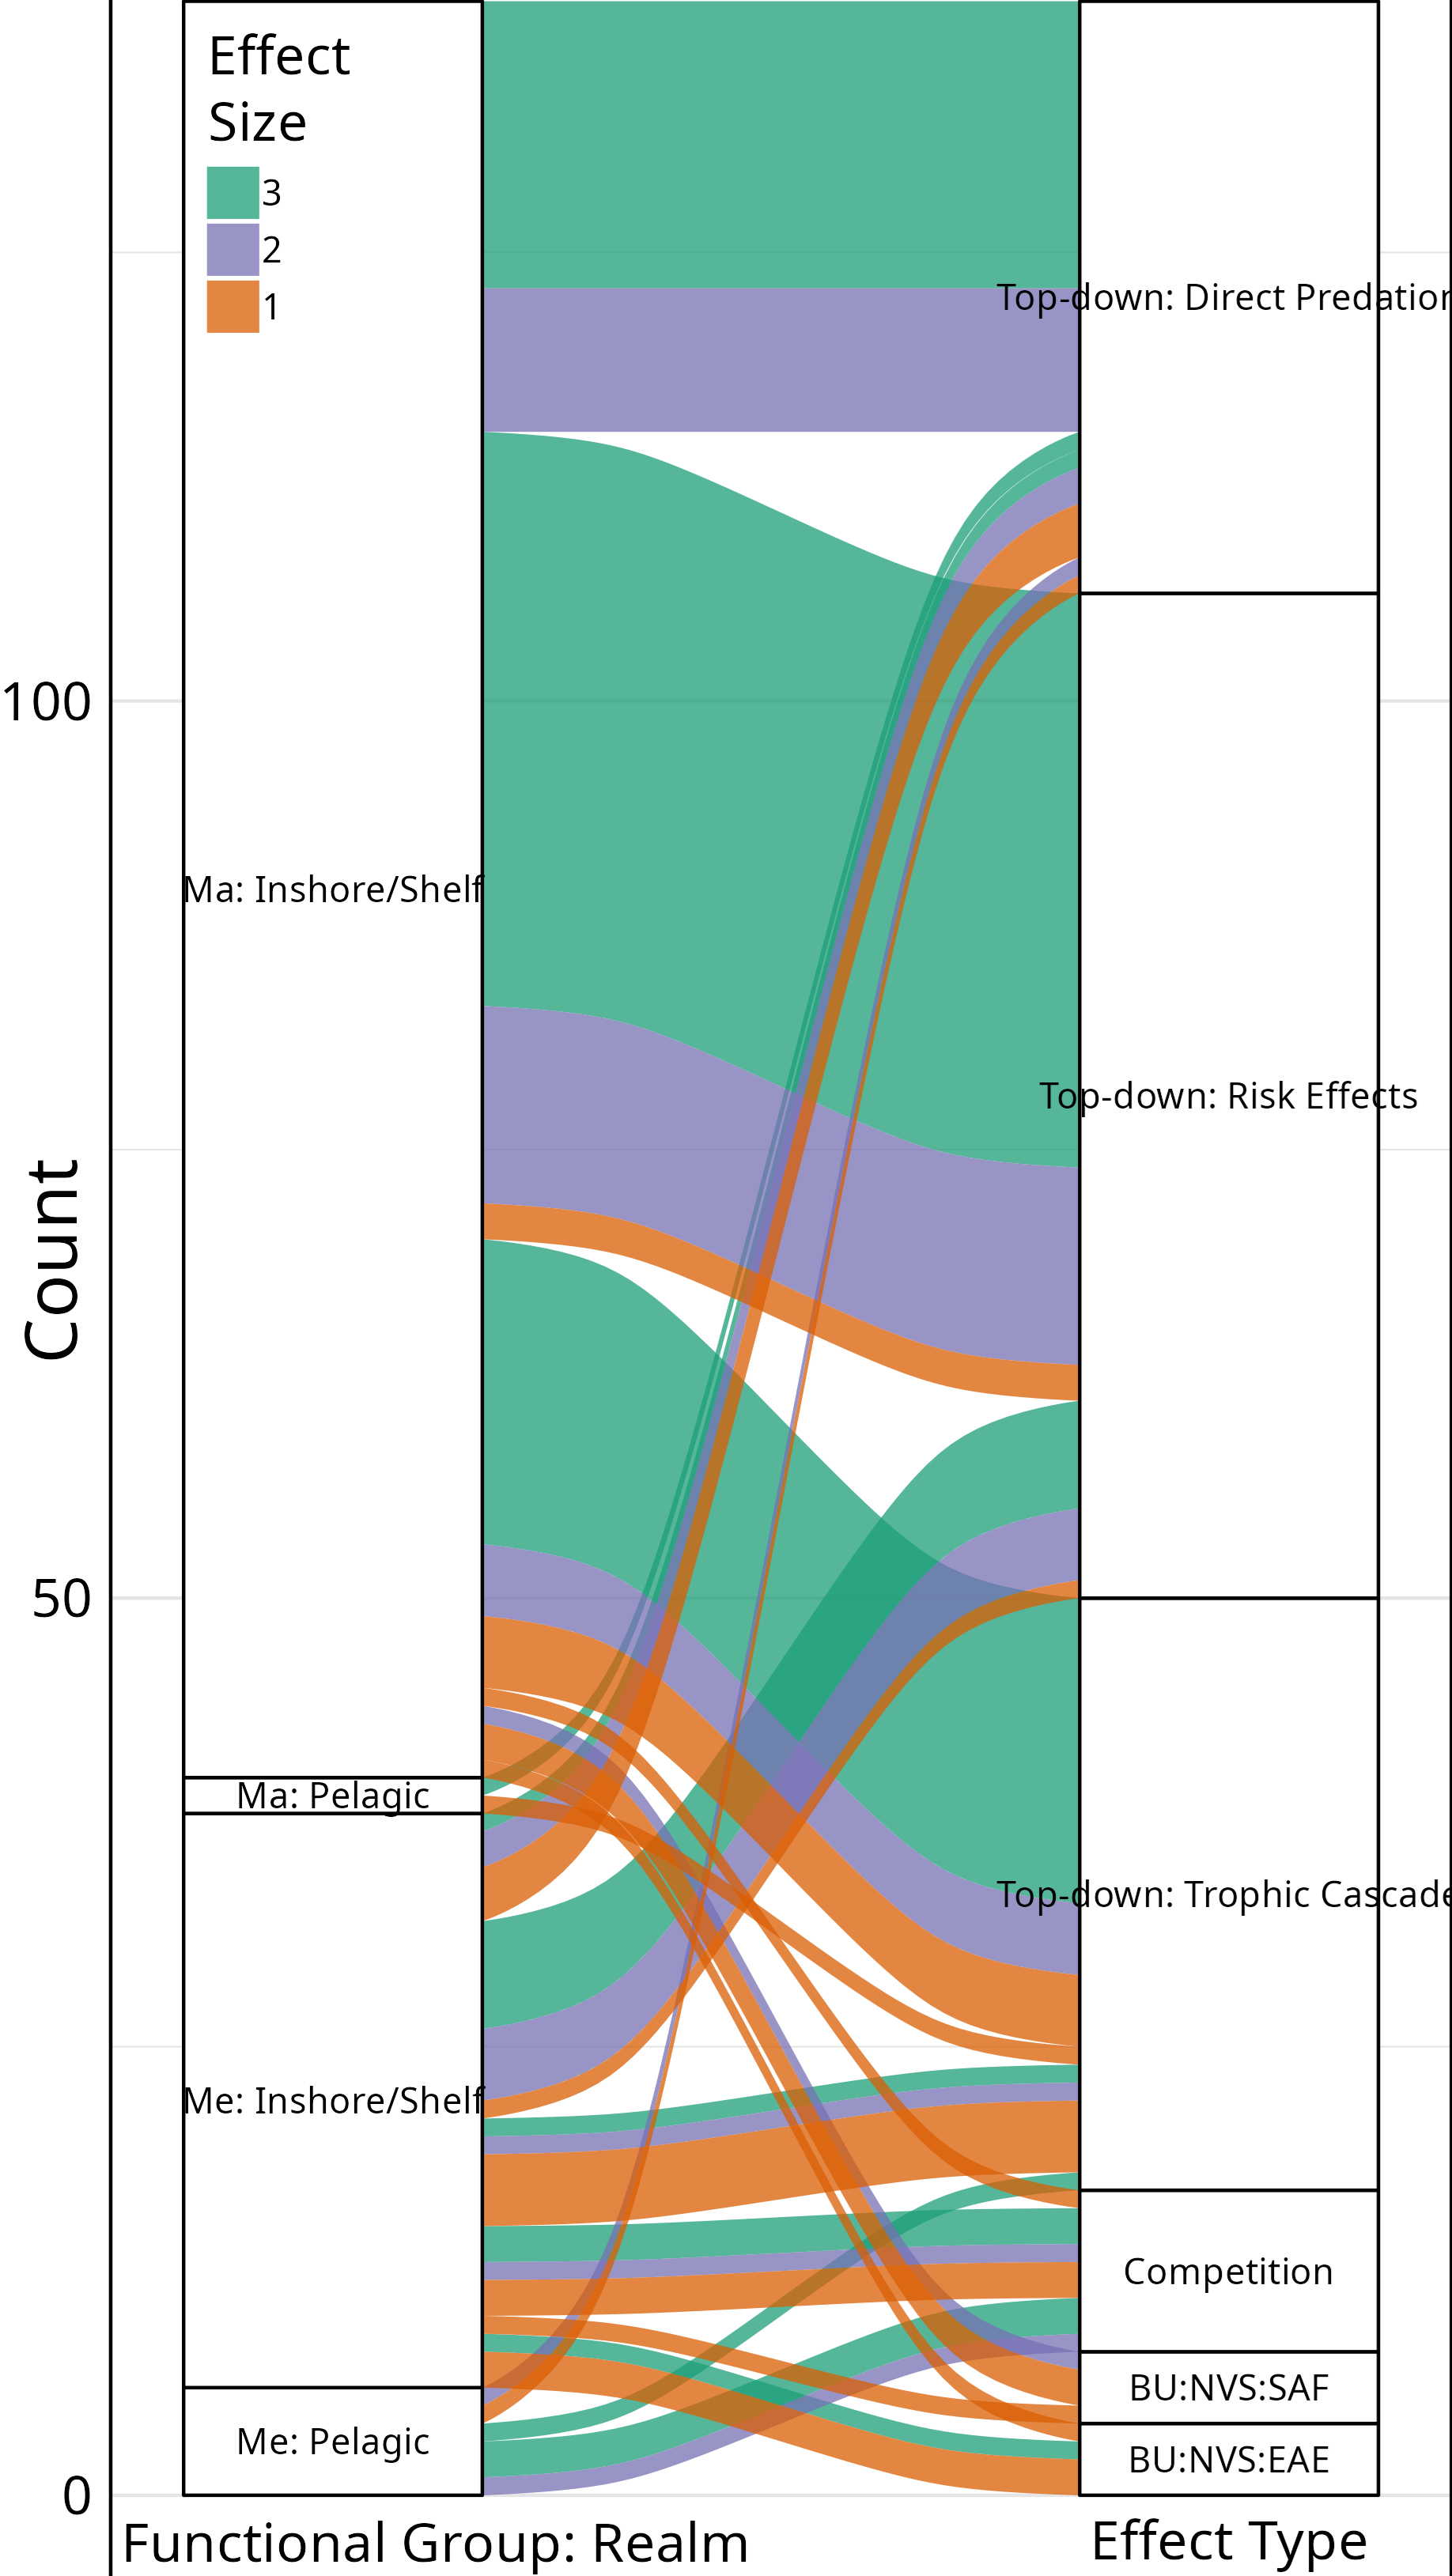 Effect
Size
3
2
1
Top-down: Direct Predation
100
Ma: Inshore/Shelf
Top-down: Risk Effects
Count
50
Ma: Pelagic
Top-down: Trophic Cascade
Me: Inshore/Shelf
Competition
BU:NVS:SAF
Me: Pelagic
BU:NVS:EAE
0
Functional Group: Realm
Effect Type